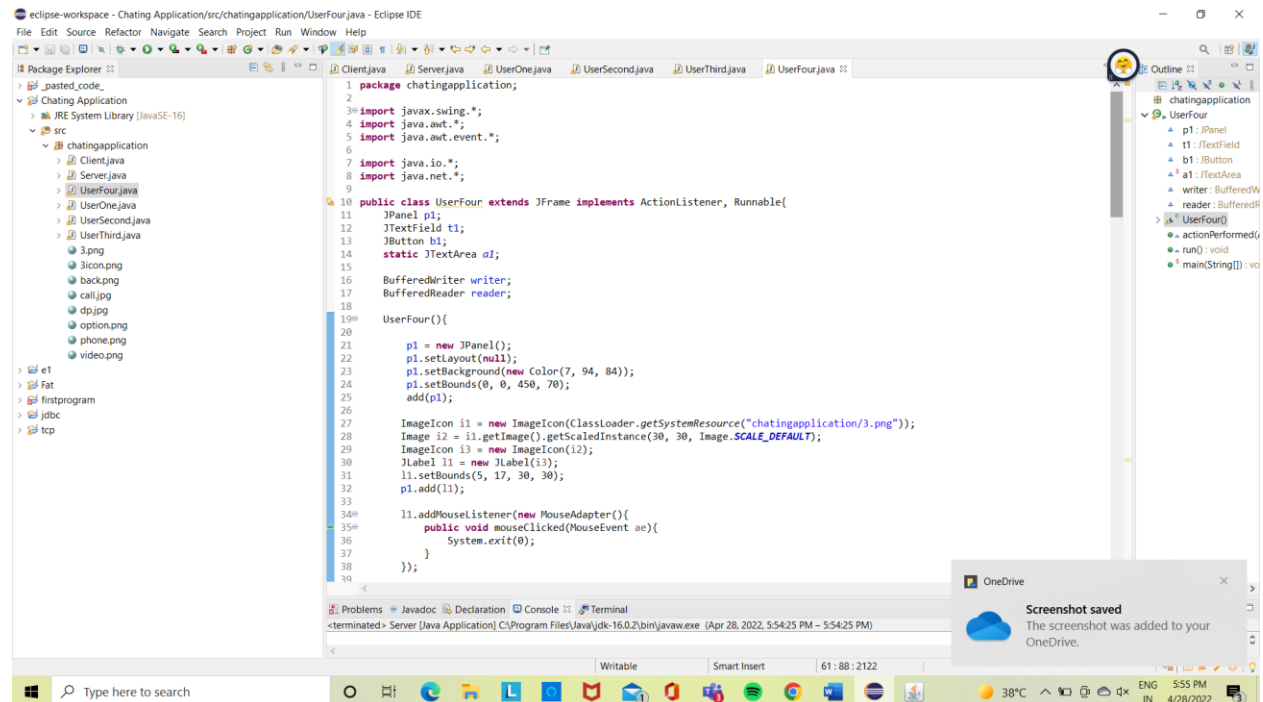 eclipse-workspace - Chating Application/src/chatingapplication/UserFour.java - Eclipse IDE
File Edit Source Refactor Navigate Search Project Run Window Help
Package Explorer
_pasted_code_
Chating Application
JRE System Library [JavaSE-16]
src
chatingapplication
Client.java
Server.java
UserFour.java
UserOne.java
UserSecond.java
UserThird.java
3.png
3icon.png
back.png
call.jpg
dp.jpg
option.png
phone.png
video.png
e1
Fat
firstprogram
jdbc
tcp
Client.java Server.java UserOne.java UserSecond.java UserThird.java UserFour.java
1 package chatingapplication;
2
3 import javax.swing.*;
4 import java.awt.*;
5 import java.awt.event.*;
6
7 import java.io.*;
8 import java.net.*;
9
10 public class UserFour extends JFrame implements ActionListener, Runnable{
11 JPanel p1;
12 JTextField t1;
13 JButton b1;
14 static JTextArea a1;
15
16 BufferedWriter writer;
17 BufferedReader reader;
18
19 UserFour(){
20
21 p1 = new JPanel();
22 p1.setLayout(null);
23 p1.setBackground(new Color(7, 94, 84));
24 p1.setBounds(0, 0, 450, 70);
25 add(p1);
26
27 ImageIcon i1 = new ImageIcon(ClassLoader.getSystemResource("chatingapplication/3.png"));
28 Image i2 = i1.getImage().getScaledInstance(30, 30, Image.SCALE_DEFAULT);
29 ImageIcon i3 = new ImageIcon(i2);
30 JLabel l1 = new JLabel(i3);
31 l1.setBounds(5, 17, 30, 30);
32 p1.add(l1);
33
34 l1.addMouseListener(new MouseAdapter(){
35 public void mouseClicked(MouseEvent ae){
36 System.exit(0);
37 }
38 });
39
Outline
chatingapplication
UserFour
p1 : JPanel
t1 : JTextField
b1 : JButton
a1 : JTextArea
writer : BufferedW
reader : BufferedR
UserFour()
actionPerformed(
run() : void
main(String[]) : vo
Problems Javadoc Declaration Console Terminal
<terminated> Server [Java Application] C:\Program Files\Java\jdk-16.0.2\bin\javaw.exe (Apr 28, 2022, 5:54:25 PM – 5:54:25 PM)
OneDrive
Screenshot saved
The screenshot was added to your
OneDrive.
Writable Smart Insert 61 : 88 : 2122
Type here to search
38°C ENG 5:55 PM
IN 4/28/2022